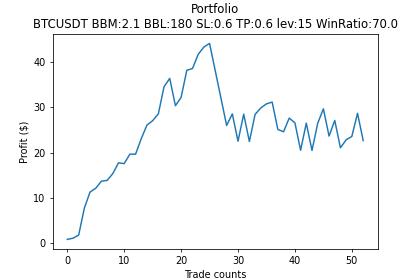 Portfolio
BTCUSDT BBM:2.1 BBL:180 SL:0.6 TP:0.6 lev:15 WinRatio:70.0
40
30
20
10
0
Profit ($)
0 10 20 30 40 50
Trade counts